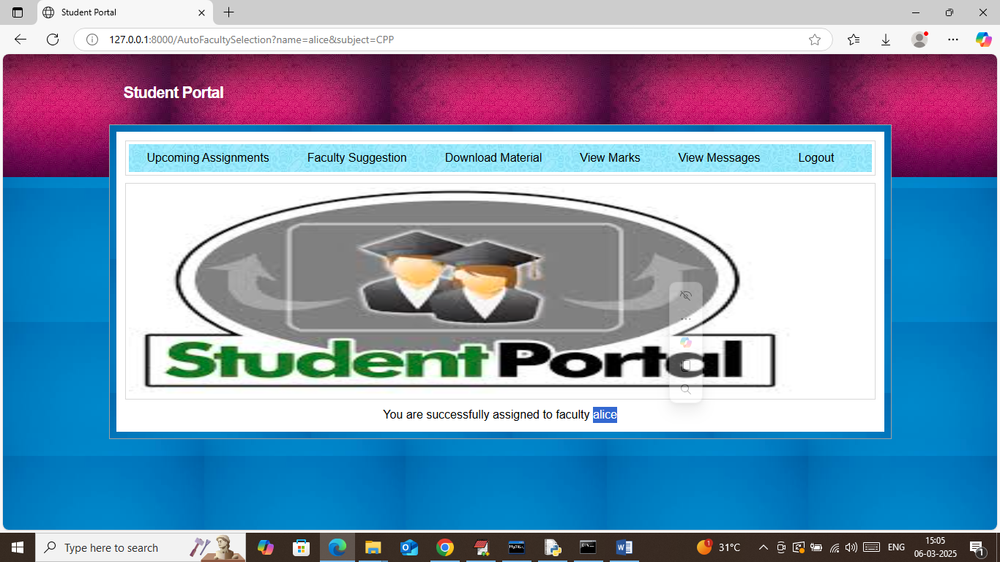 Student Portal
127.0.0.1:8000/AutoFacultySelection?name=alice&subject=CPP
Student Portal
Upcoming Assignments Faculty Suggestion Download Material View Marks View Messages Logout
Student Portal
You are successfully assigned to faculty alice
Type here to search
1
31°C
ENG
15:05
06-03-2025
1